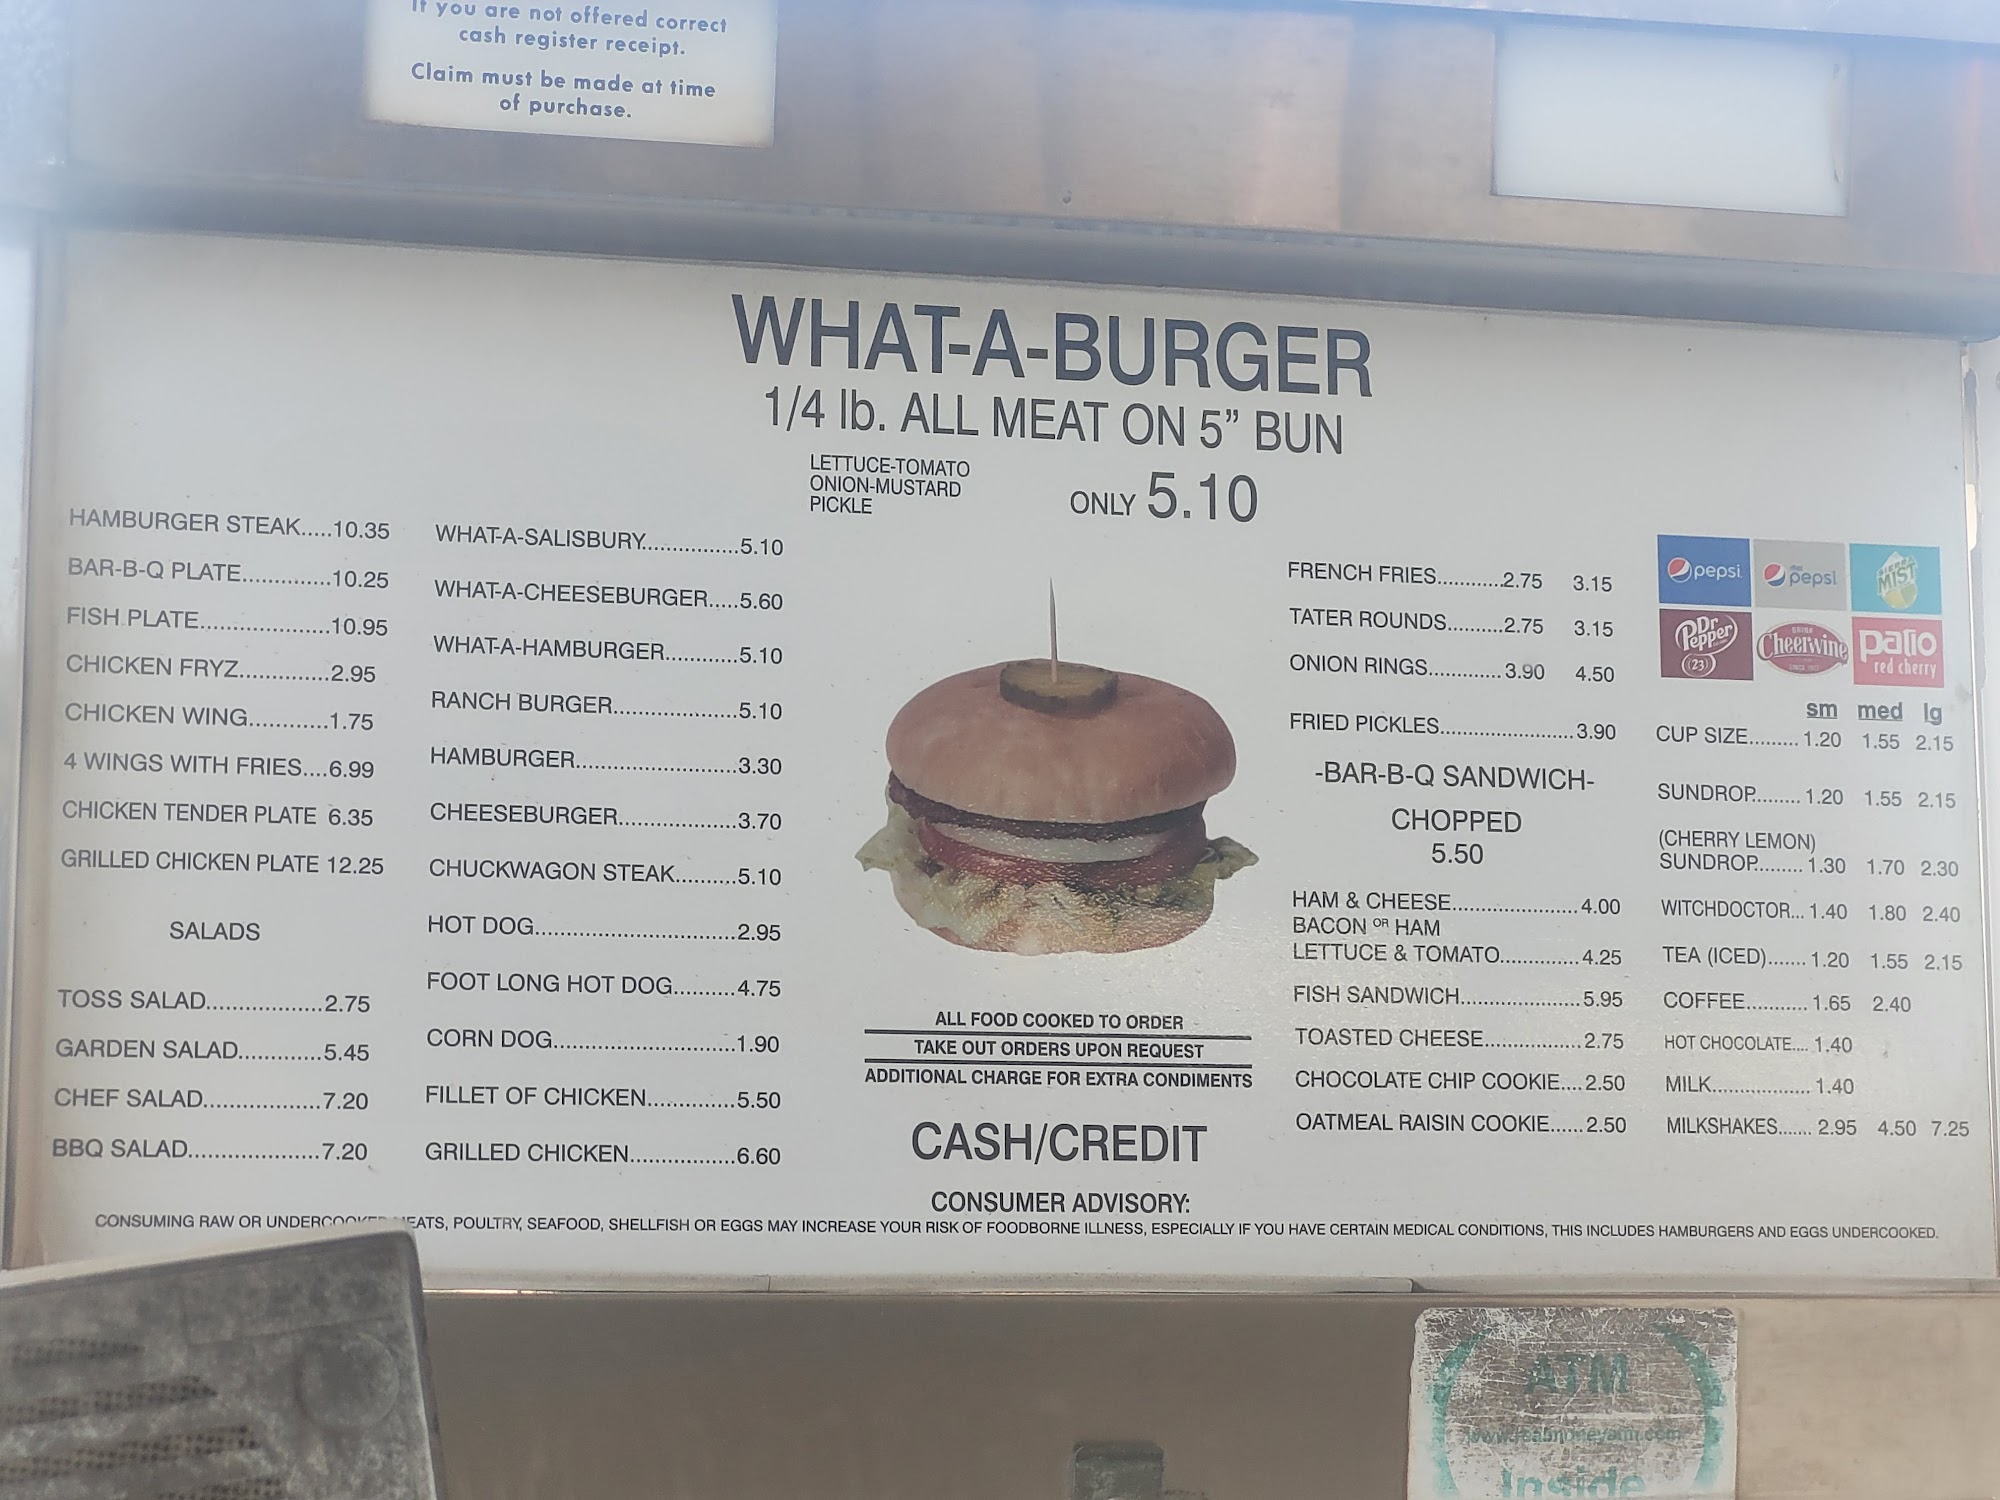 If you are not offered correct
cash register receipt.
Claim must be made at time
of purchase.
WHAT-A-BURGER
1/4 lb. ALL MEAT ON 5" BUN
LETTUCE-TOMATO
ONION-MUSTARD
PICKLE
ONLY 5.10
HAMBURGER STEAK.....10.35
BAR-B-Q PLATE..............10.25
FISH PLATE.....................10.95
CHICKEN FRYZ..............2.95
CHICKEN WING............1.75
4 WINGS WITH FRIES....6.99
CHICKEN TENDER PLATE 6.35
GRILLED CHICKEN PLATE 12.25
SALADS
TOSS SALAD..................2.75
GARDEN SALAD.............5.45
CHEF SALAD....................7.20
BBQ SALAD......................7.20
WHAT-A-SALISBURY................5.10
WHAT-A-CHEESEBURGER.....5.60
WHAT-A-HAMBURGER............5.10
RANCH BURGER.....................5.10
HAMBURGER...........................3.30
CHEESEBURGER....................3.70
CHUCKWAGON STEAK..........5.10
HOT DOG..................................2.95
FOOT LONG HOT DOG..........4.75
CORN DOG...............................1.90
FILLET OF CHICKEN...............5.50
GRILLED CHICKEN..................6.60
ALL FOOD COOKED TO ORDER
TAKE OUT ORDERS UPON REQUEST
ADDITIONAL CHARGE FOR EXTRA CONDIMENTS
CASH/CREDIT
FRENCH FRIES...........2.75 3.15
TATER ROUNDS.........2.75 3.15
ONION RINGS............3.90 4.50
FRIED PICKLES.......................3.90
-BAR-B-Q SANDWICH-
CHOPPED
5.50
HAM & CHEESE.....................4.00
BACON OR HAM
LETTUCE & TOMATO.............4.25
FISH SANDWICH....................5.95
TOASTED CHEESE................2.75
CHOCOLATE CHIP COOKIE....2.50
OATMEAL RAISIN COOKIE......2.50
pepsi
diet pepsi
SIERRA MIST
Dr Pepper
(23)
DRINK
Cheerwine
patio
red cherry
sm med lg
CUP SIZE.........1.20 1.55 2.15
SUNDROP.........1.20 1.55 2.15
(CHERRY LEMON)
SUNDROP.........1.30 1.70 2.30
WITCHDOCTOR...1.40 1.80 2.40
TEA (ICED).......1.20 1.55 2.15
COFFEE...........1.65 2.40
HOT CHOCOLATE....1.40
MILK..................1.40
MILKSHAKES.......2.95 4.50 7.25
CONSUMER ADVISORY:
CONSUMING RAW OR UNDERCOOKED MEATS, POULTRY, SEAFOOD, SHELLFISH OR EGGS MAY INCREASE YOUR RISK OF FOODBORNE ILLNESS, ESPECIALLY IF YOU HAVE CERTAIN MEDICAL CONDITIONS, THIS INCLUDES HAMBURGERS AND EGGS UNDERCOOKED.
ATM
Inside